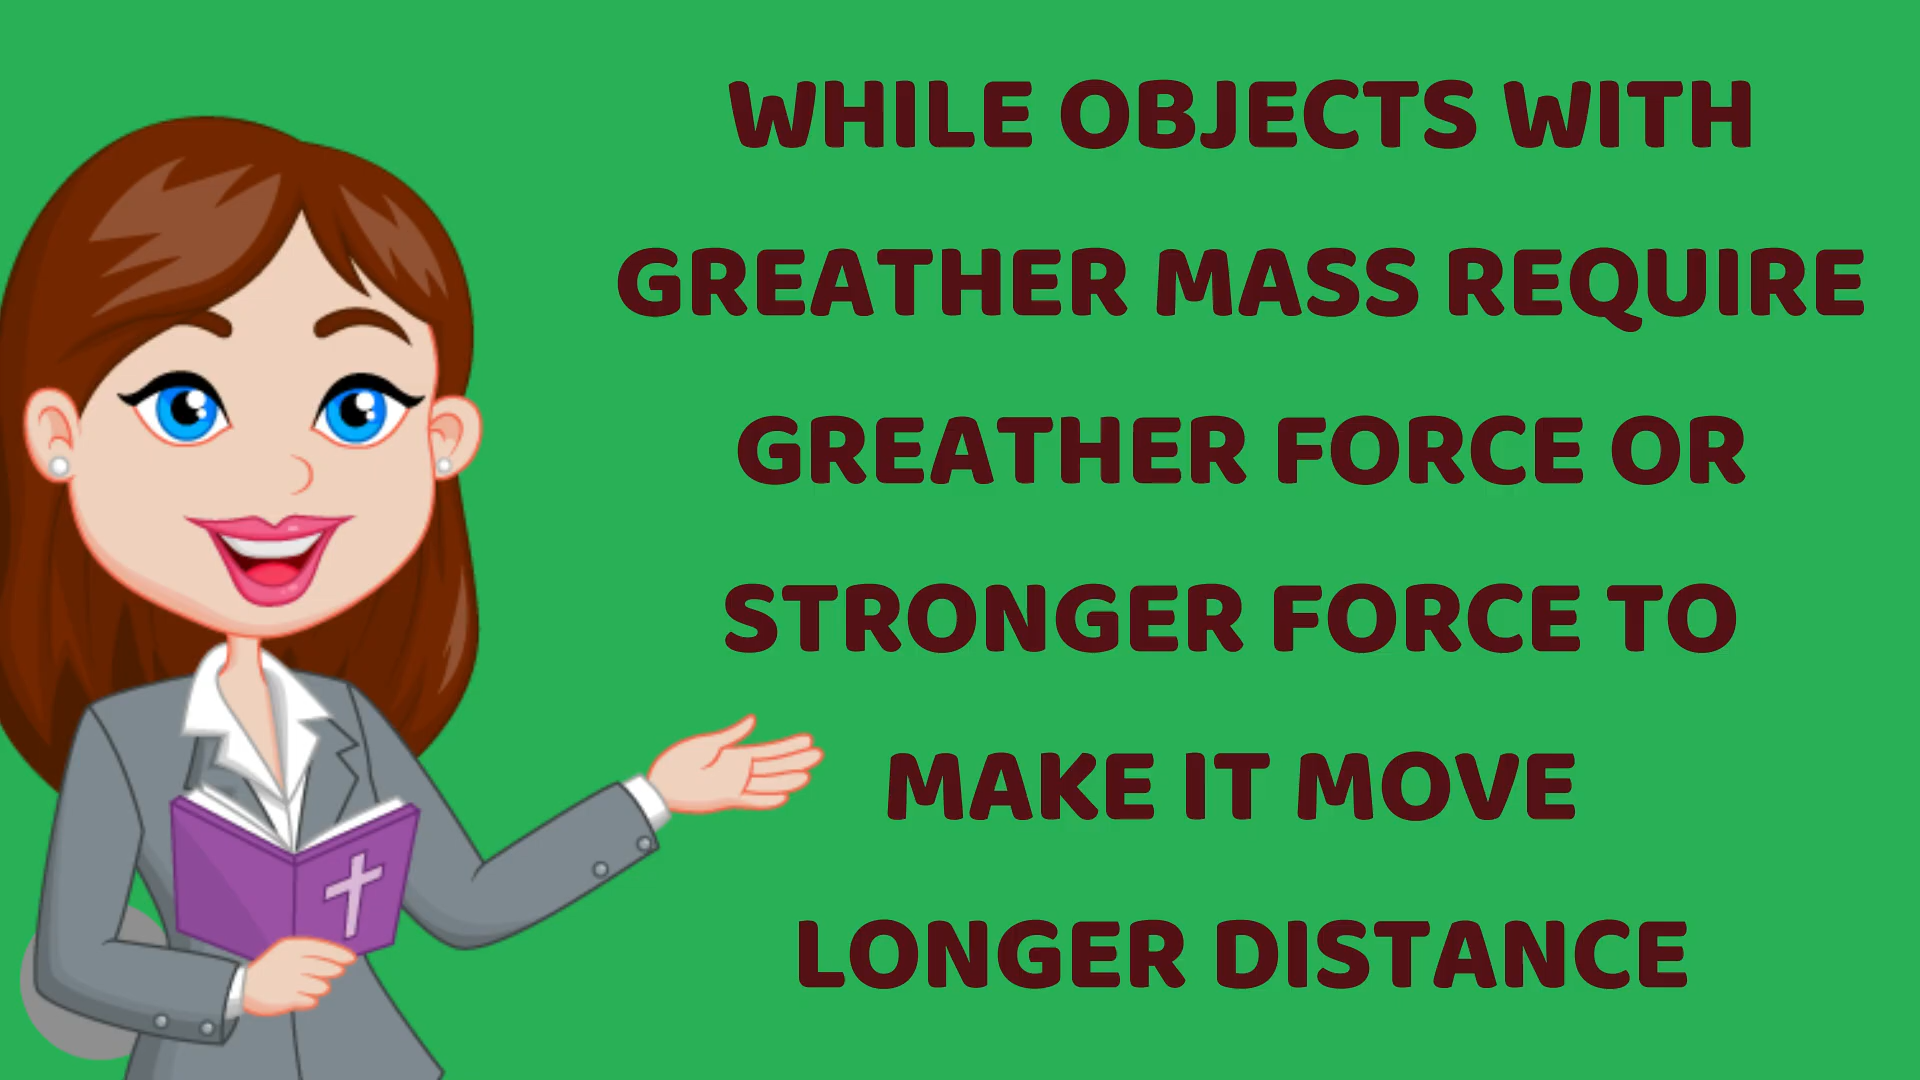 WHILE OBJECTS WITH
GREATHER MASS REQUIRE
GREATHER FORCE OR
STRONGER FORCE TO
MAKE IT MOVE
LONGER DISTANCE